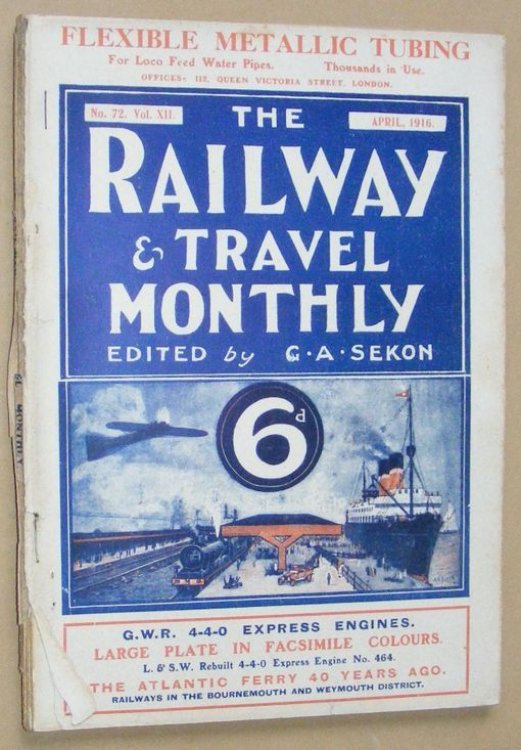 FLEXIBLE METALLIC TUBING
For Loco Feed Water Pipes. Thousands in Use.
OFFICES: 112, QUEEN VICTORIA STREET, LONDON.
No. 72. Vol. XII. APRIL, 1916.
THE
RAILWAY
& TRAVEL
MONTHLY
EDITED by G·A·SEKON
6d
G.W.R. 4-4-0 EXPRESS ENGINES.
LARGE PLATE IN FACSIMILE COLOURS.
L. & S.W. Rebuilt 4-4-0 Express Engine No. 464.
THE ATLANTIC FERRY 40 YEARS AGO.
RAILWAYS IN THE BOURNEMOUTH AND WEYMOUTH DISTRICT.
MONTHLY